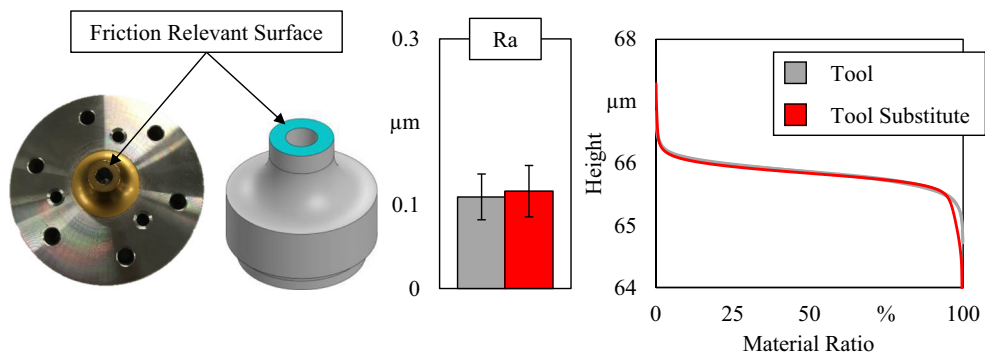 Friction Relevant Surface
0.3
µm
0.1
0
Ra
68
µm
66
65
64
Height
Tool
Tool Substitute
0
25
50
%
100
Material Ratio